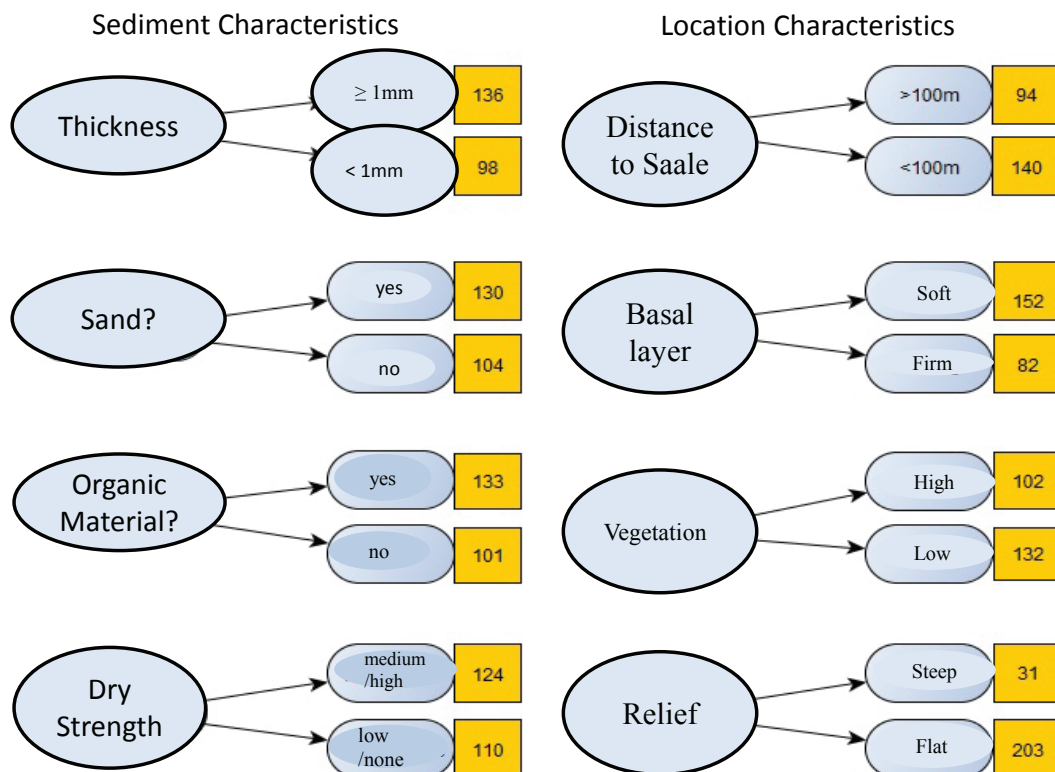 Sediment Characteristics
Thickness
≥ 1mm
136
< 1mm
98
Sand?
yes
130
no
104
Organic
Material?
yes
133
no
101
Dry
Strength
medium
/high
124
low
/none
110
Location Characteristics
Distance
to Saale
>100m
94
<100m
140
Basal
layer
Soft
152
Firm
82
Vegetation
High
102
Low
132
Relief
Steep
31
Flat
203